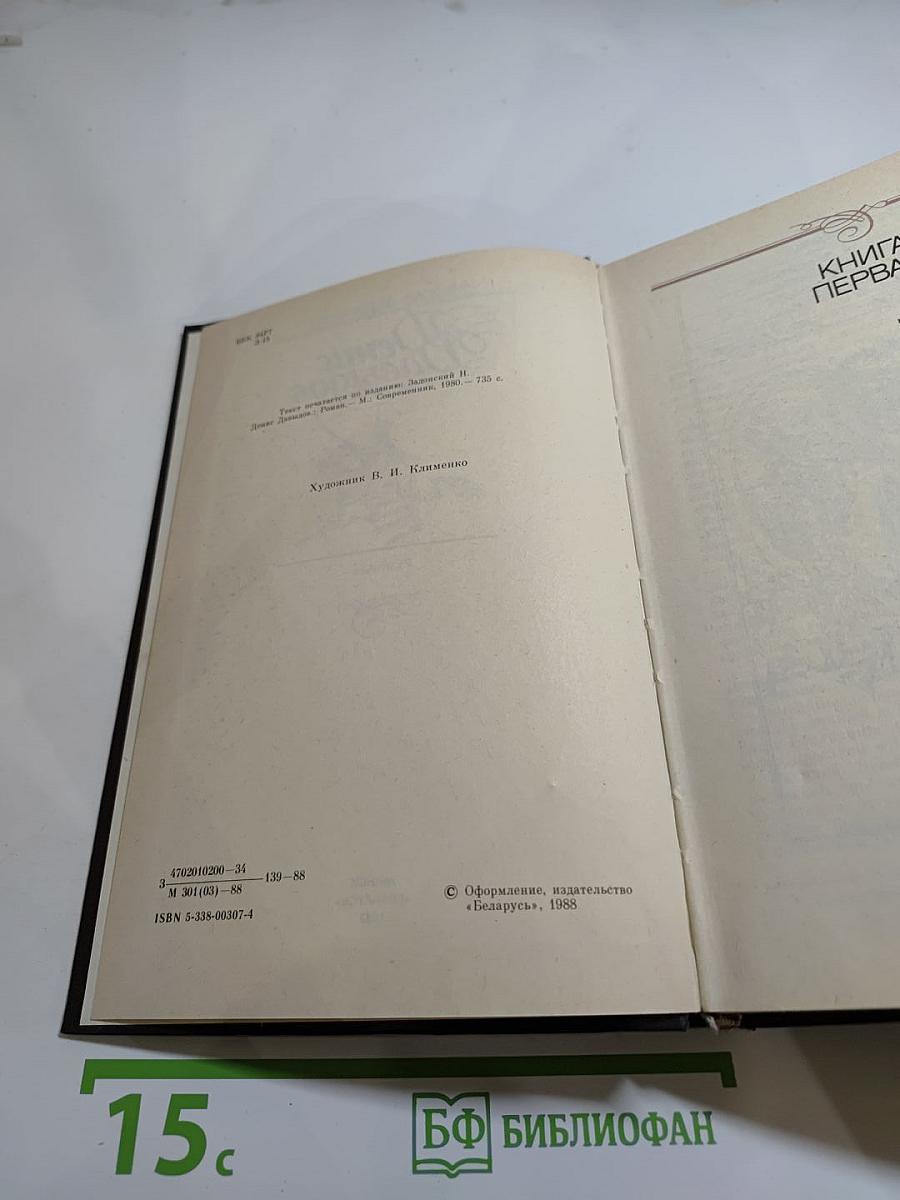 ББК 84Р7
З-15
Текст печатается по изданию: Задонский Н.
Денис Давыдов.: Роман.— М.: Современник, 1980.— 735 с.
Художник В. И. Клименко
4702010200—34
З
139—88
М 301(03)—88
ISBN 5-338-00307-4
© Оформление, издательство
«Беларусь», 1988
КНИГА
ПЕРВА
15 с
БФ БИБЛИОФАН